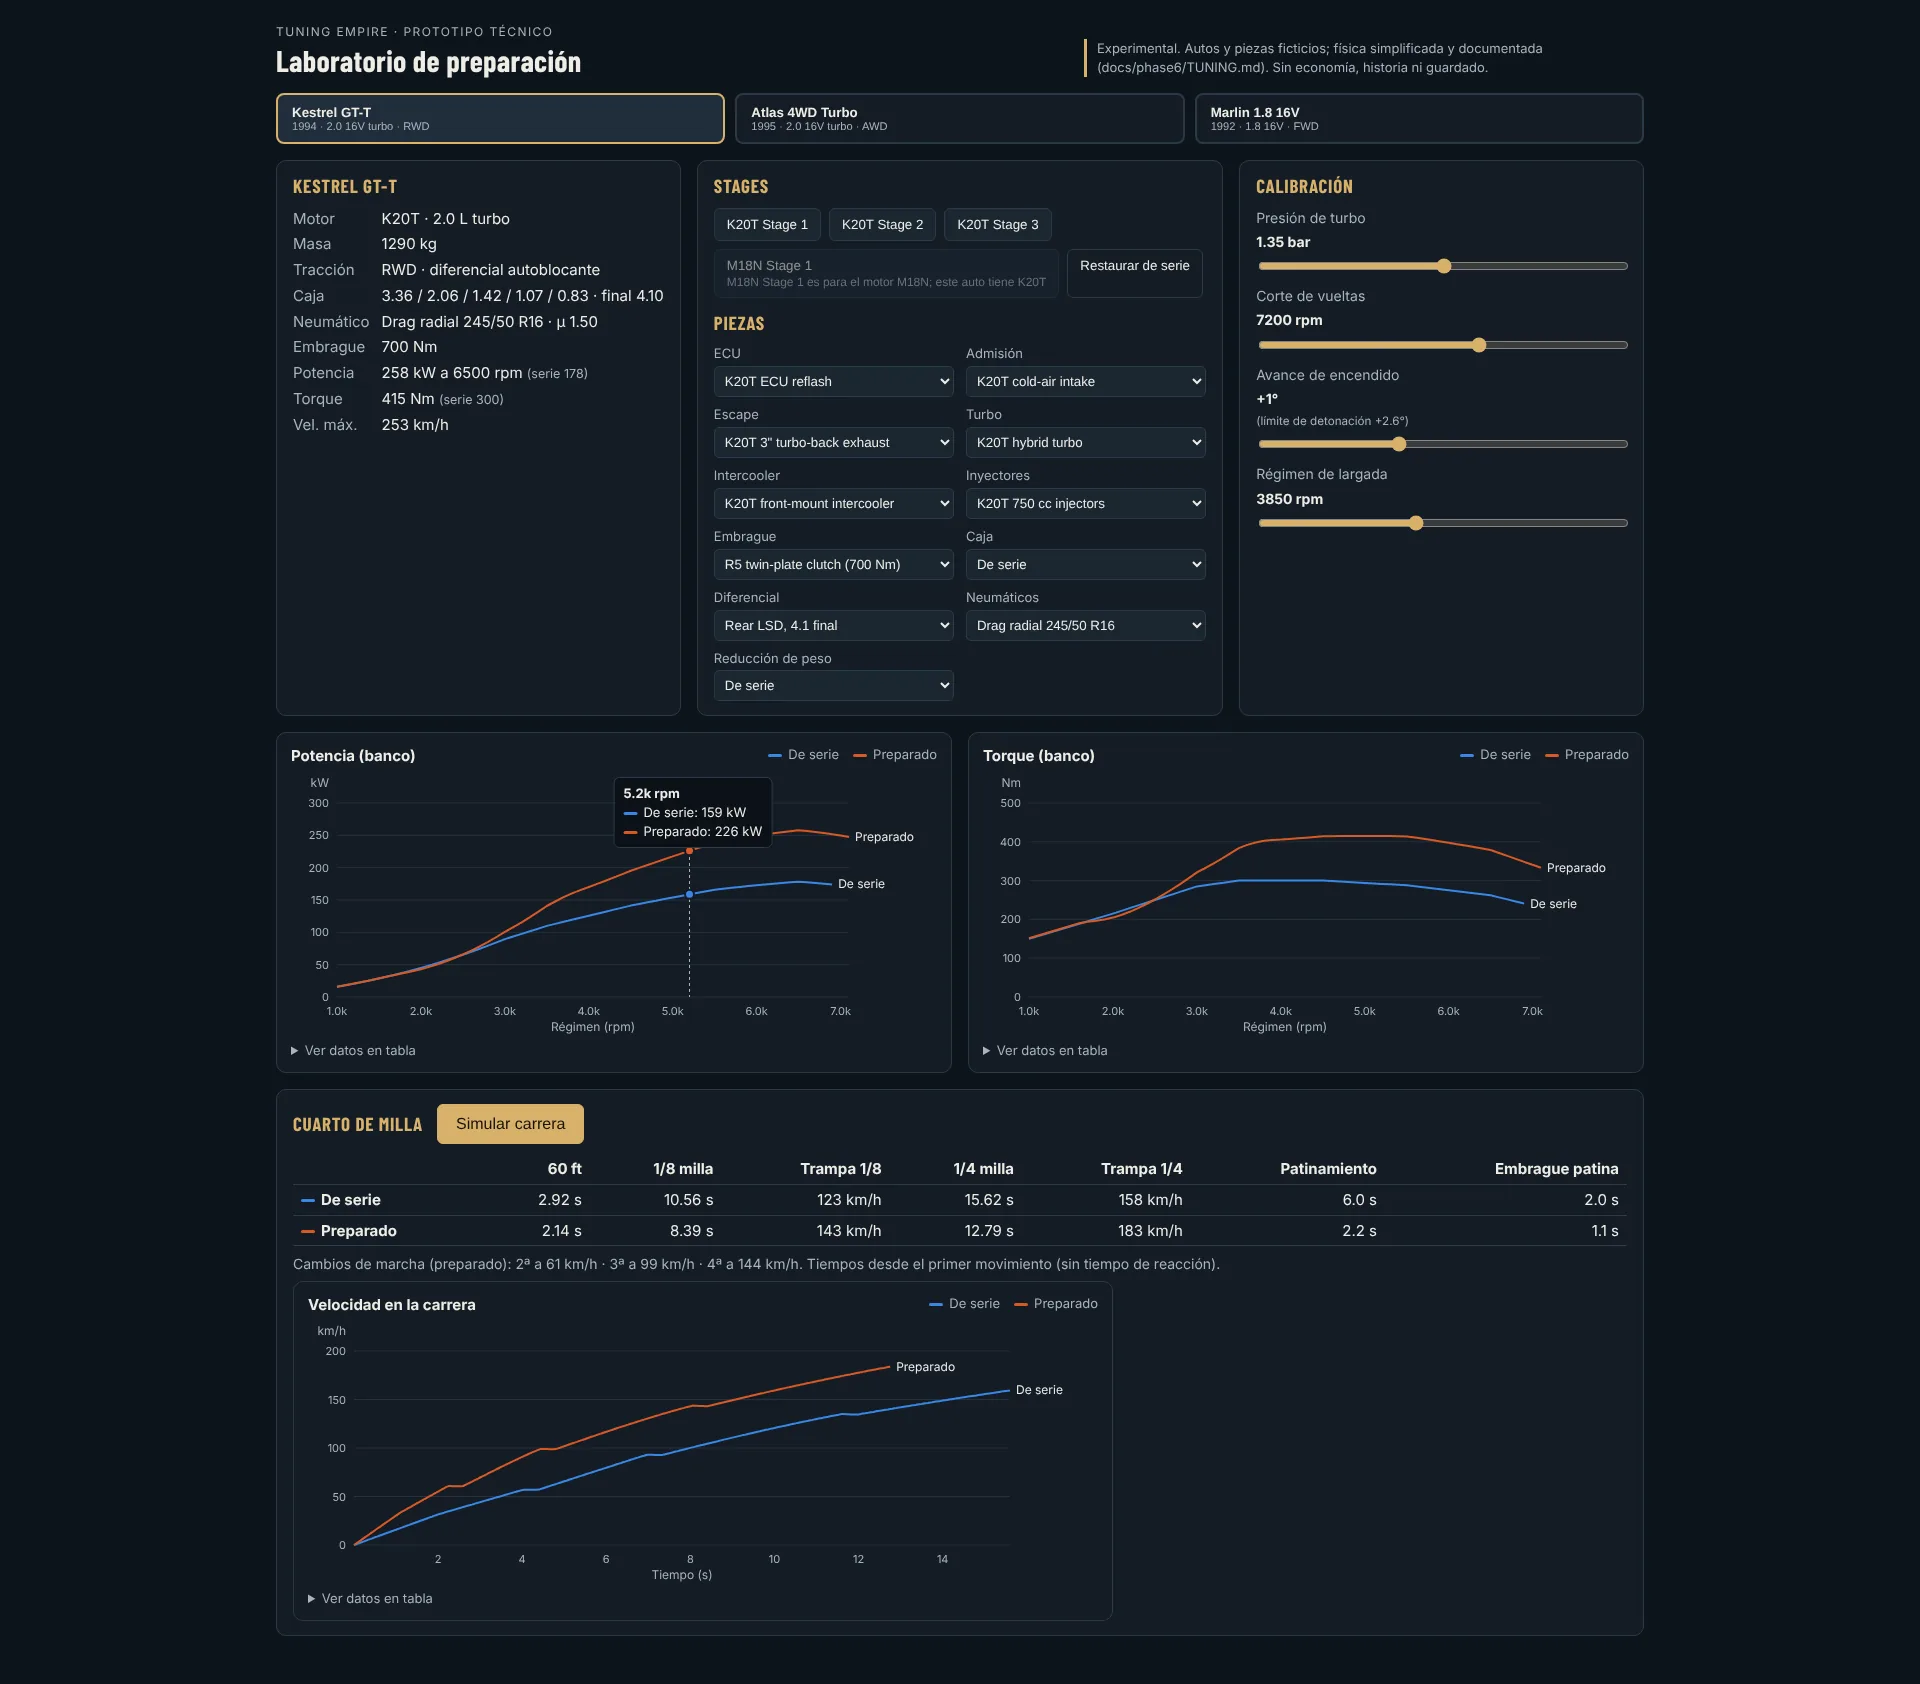 TUNING EMPIRE · PROTOTIPO TÉCNICO
Laboratorio de preparación
Experimental. Autos y piezas ficticios; física simplificada y documentada
(docs/phase6/TUNING.md). Sin economía, historia ni guardado.
Kestrel GT-T
1994 · 2.0 16V turbo · RWD
Atlas 4WD Turbo
1995 · 2.0 16V turbo · AWD
Marlin 1.8 16V
1992 · 1.8 16V · FWD
KESTREL GT-T
Motor K20T · 2.0 L turbo
Masa 1290 kg
Tracción RWD · diferencial autoblocante
Caja 3.36 / 2.06 / 1.42 / 1.07 / 0.83 · final 4.10
Neumático Drag radial 245/50 R16 · µ 1.50
Embrague 700 Nm
Potencia 258 kW a 6500 rpm (serie 178)
Torque 415 Nm (serie 300)
Vel. máx. 253 km/h
STAGES
K20T Stage 1 K20T Stage 2 K20T Stage 3
M18N Stage 1
M18N Stage 1 es para el motor M18N; este auto tiene K20T
Restaurar de serie
PIEZAS
ECU Admisión
K20T ECU reflash K20T cold-air intake
Escape Turbo
K20T 3" turbo-back exhaust K20T hybrid turbo
Intercooler Inyectores
K20T front-mount intercooler K20T 750 cc injectors
Embrague Caja
R5 twin-plate clutch (700 Nm) De serie
Diferencial Neumáticos
Rear LSD, 4.1 final Drag radial 245/50 R16
Reducción de peso
De serie
CALIBRACIÓN
Presión de turbo
1.35 bar
Corte de vueltas
7200 rpm
Avance de encendido
+1°
(límite de detonación +2.6°)
Régimen de largada
3850 rpm
Potencia (banco) De serie Preparado
kW
300
250
200
150
100
50
0
5.2k rpm
De serie: 159 kW
Preparado: 226 kW
Preparado
De serie
1.0k 2.0k 3.0k 4.0k 5.0k 6.0k 7.0k
Régimen (rpm)
Ver datos en tabla
Torque (banco) De serie Preparado
Nm
500
400
300
200
100
0
Preparado
De serie
1.0k 2.0k 3.0k 4.0k 5.0k 6.0k 7.0k
Régimen (rpm)
Ver datos en tabla
CUARTO DE MILLA Simular carrera
60 ft 1/8 milla Trampa 1/8 1/4 milla Trampa 1/4 Patinamiento Embrague patina
De serie 2.92 s 10.56 s 123 km/h 15.62 s 158 km/h 6.0 s 2.0 s
Preparado 2.14 s 8.39 s 143 km/h 12.79 s 183 km/h 2.2 s 1.1 s
Cambios de marcha (preparado): 2ª a 61 km/h · 3ª a 99 km/h · 4ª a 144 km/h. Tiempos desde el primer movimiento (sin tiempo de reacción).
Velocidad en la carrera De serie Preparado
km/h
200
150
100
50
0
Preparado
De serie
2 4 6 8 10 12 14
Tiempo (s)
Ver datos en tabla